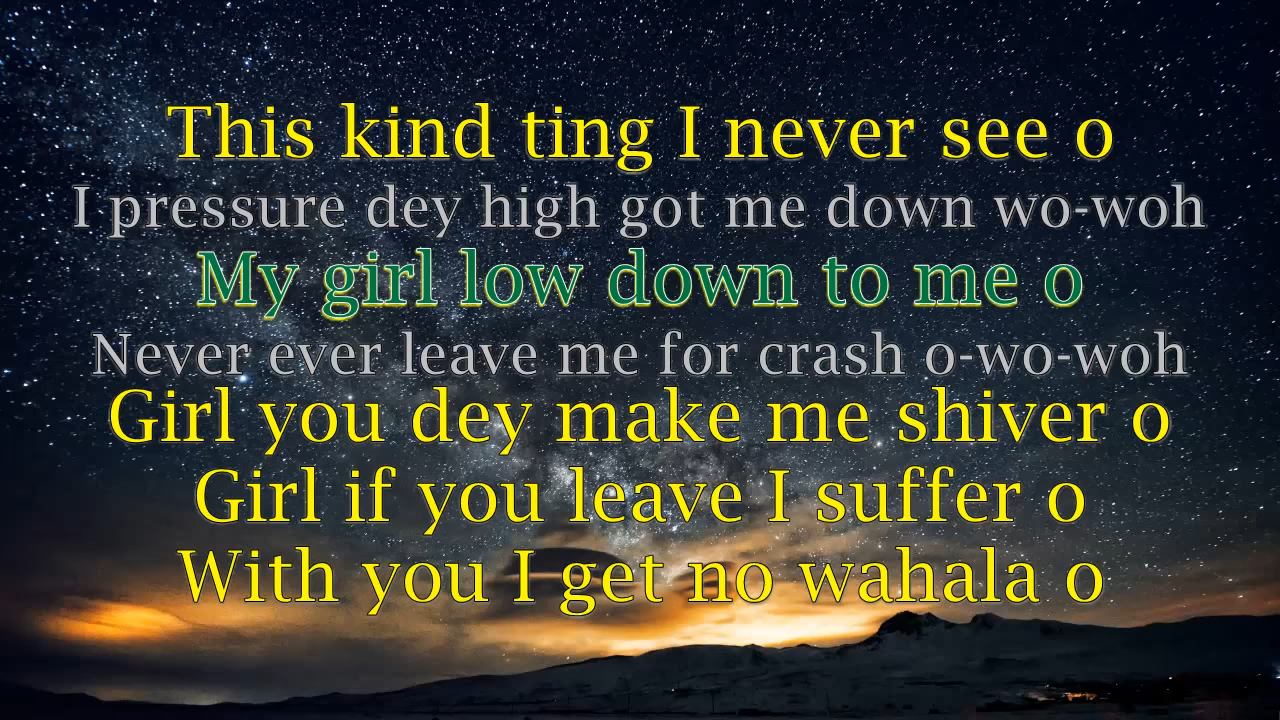 This kind ting I never see o
I pressure dey high got me down wo-woh
My girl low down to me o
Never ever leave me for crash o-wo-woh
Girl you dey make me shiver o
Girl if you leave I suffer o
With you I get no wahala o